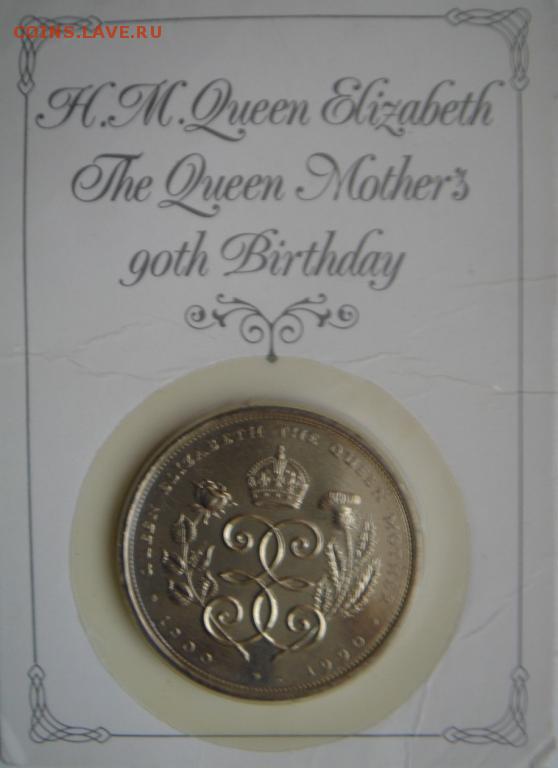 COINS.LAVE.RU
H.M. Queen Elizabeth
The Queen Mother's
90th Birthday
QUEEN ELIZABETH THE QUEEN MOTHER
· 1900 · 1990 ·